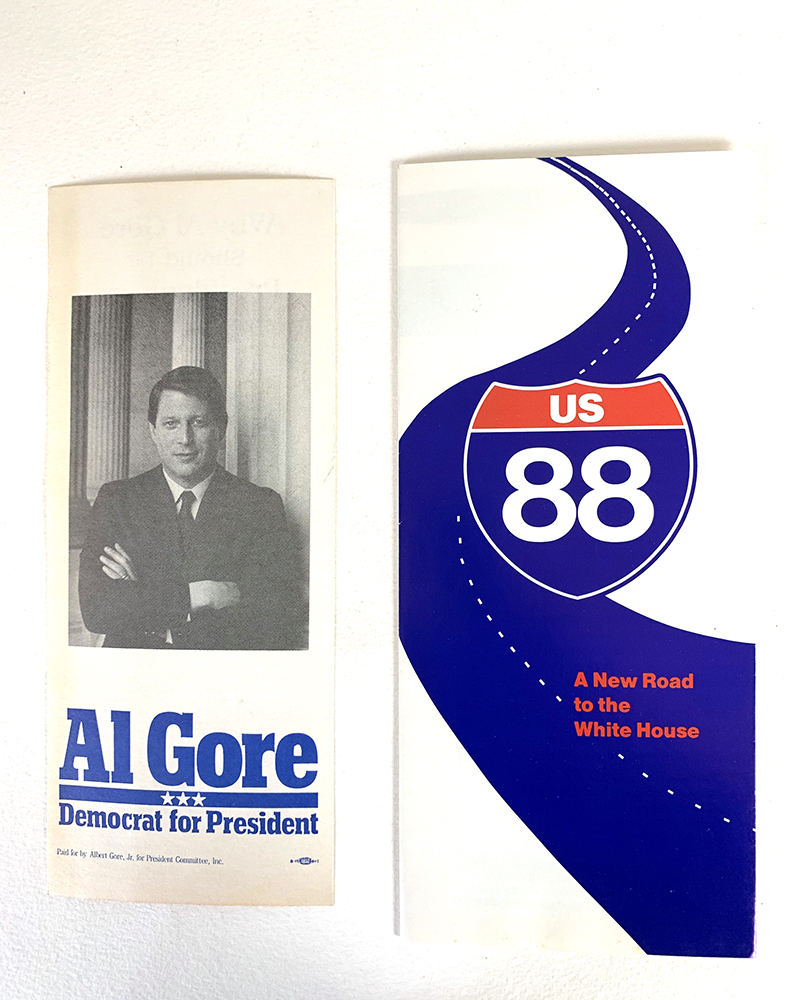 Al Gore
Democrat for President
Paid for by Albert Gore, Jr. for President Committee, Inc.
US
88
A New Road
to the
White House